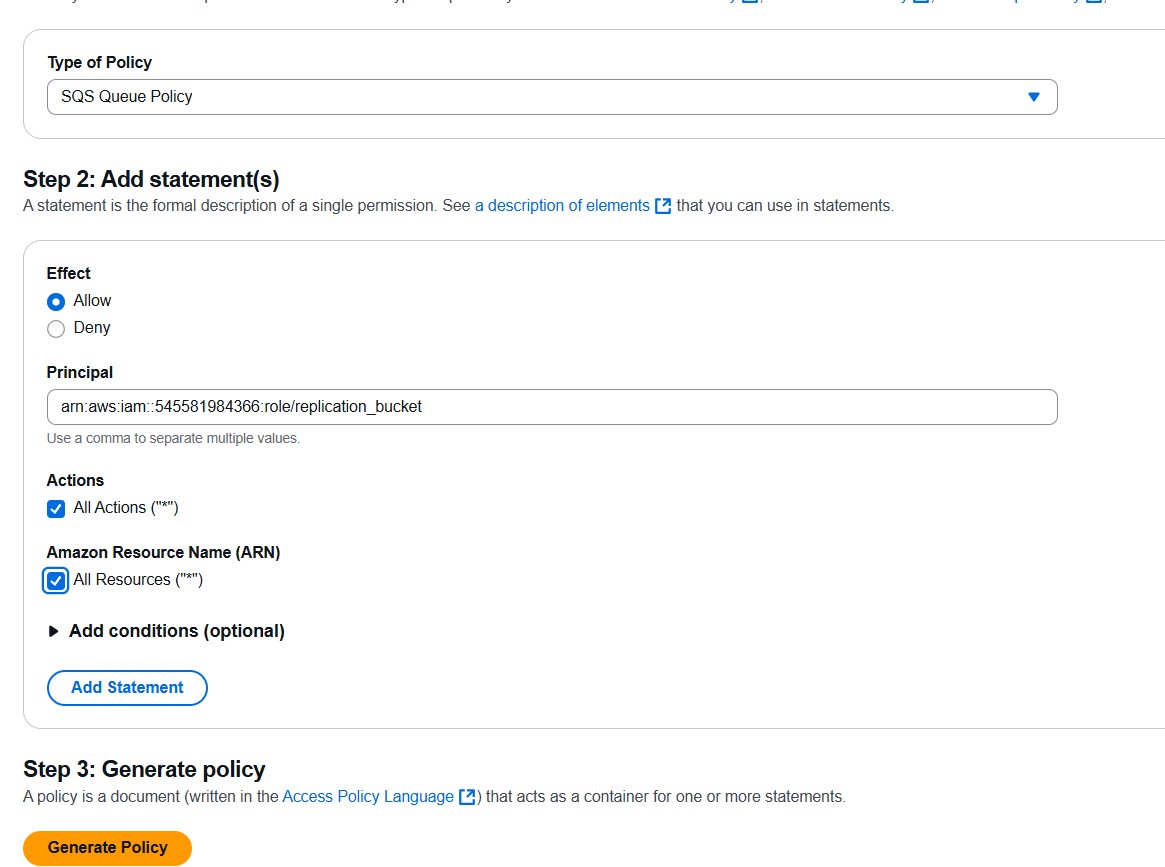 Type of Policy
SQS Queue Policy
Step 2: Add statement(s)
A statement is the formal description of a single permission. See a description of elements that you can use in statements.
Effect
Allow
Deny
Principal
arn:aws:iam::545581984366:role/replication_bucket
Use a comma to separate multiple values.
Actions
All Actions ("*")
Amazon Resource Name (ARN)
All Resources ("*")
Add conditions (optional)
Add Statement
Step 3: Generate policy
A policy is a document (written in the Access Policy Language ) that acts as a container for one or more statements.
Generate Policy